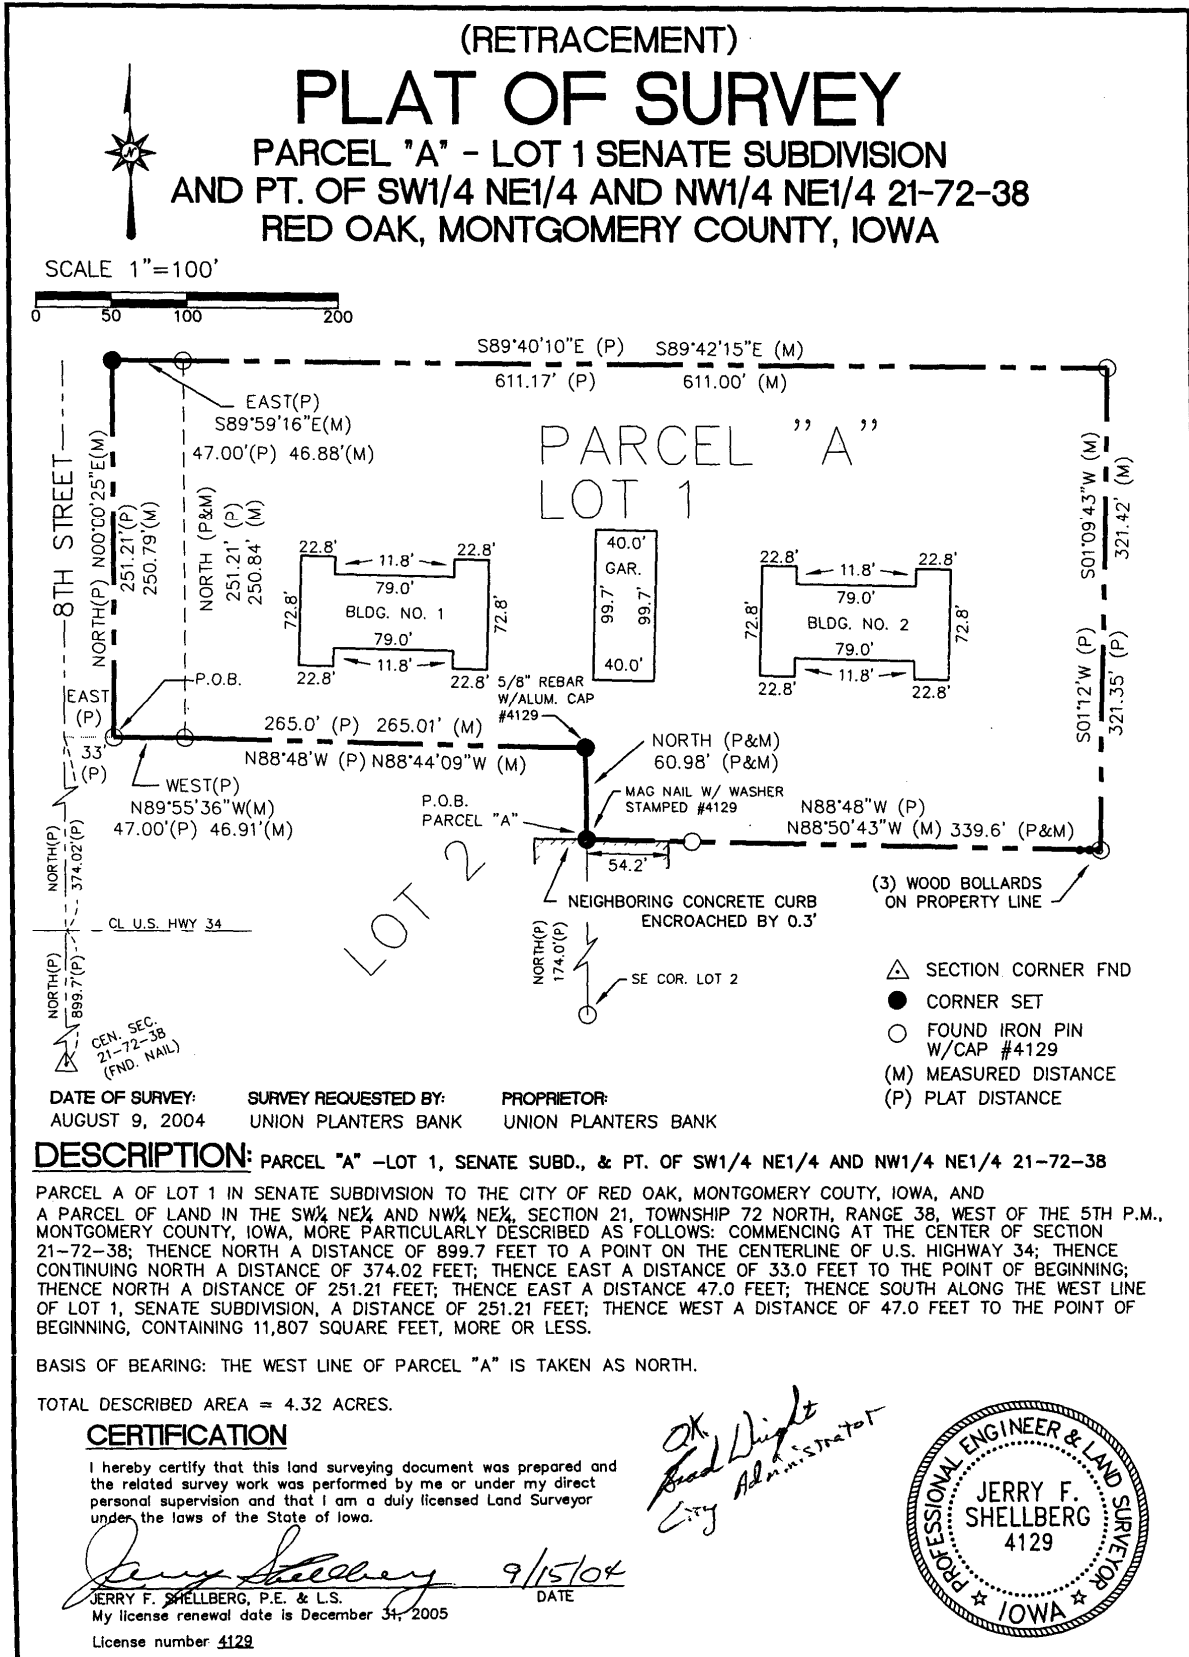 (RETRACEMENT)
PLAT OF SURVEY
PARCEL "A" - LOT 1 SENATE SUBDIVISION
AND PT. OF SW1/4 NE1/4 AND NW1/4 NE1/4 21-72-38
RED OAK, MONTGOMERY COUNTY, IOWA
N
SCALE 1"=100'
0 50 100 200
S89°40'10"E (P) S89°42'15"E (M)
611.17' (P) 611.00' (M)
EAST(P)
S89°59'16"E(M)
47.00'(P) 46.88'(M)
PARCEL "A"
LOT 1
8TH STREET
NORTH(P) N00°00'25"E(M)
251.21'(P)
250.79'(M)
NORTH (P&M)
251.21' (P)
250.84' (M)
S01°09'43"W (M)
321.42' (M)
S01°12'W (P)
321.35' (P)
22.8' 11.8' 22.8'
79.0'
72.8' BLDG. NO. 1 72.8'
79.0'
22.8' 11.8' 22.8'
40.0'
GAR.
99.7' 99.7'
40.0'
22.8' 11.8' 22.8'
79.0'
72.8' BLDG. NO. 2 72.8'
79.0'
22.8' 11.8' 22.8'
P.O.B.
5/8" REBAR
W/ALUM. CAP
#4129
EAST
(P)
33'
(P)
265.0' (P) 265.01' (M)
N88°48'W (P) N88°44'09"W (M)
NORTH (P&M)
60.98' (P&M)
WEST(P)
N89°55'36"W(M)
47.00'(P) 46.91'(M)
P.O.B.
PARCEL "A"
MAG NAIL W/ WASHER
STAMPED #4129
N88°48"W (P)
N88°50'43"W (M) 339.6' (P&M)
54.2'
NORTH(P)
374.02'(P)
LOT 2
NEIGHBORING CONCRETE CURB
ENCROACHED BY 0.3'
(3) WOOD BOLLARDS
ON PROPERTY LINE
CL U.S. HWY 34
NORTH(P)
899.7'(P)
NORTH(P)
174.0'(P)
SE COR. LOT 2
CEN. SEC.
21-72-38
(FND. NAIL)
SECTION CORNER FND
CORNER SET
FOUND IRON PIN
W/CAP #4129
(M) MEASURED DISTANCE
(P) PLAT DISTANCE
DATE OF SURVEY: SURVEY REQUESTED BY: PROPRIETOR:
AUGUST 9, 2004 UNION PLANTERS BANK UNION PLANTERS BANK
DESCRIPTION: PARCEL "A" -LOT 1, SENATE SUBD., & PT. OF SW1/4 NE1/4 AND NW1/4 NE1/4 21-72-38
PARCEL A OF LOT 1 IN SENATE SUBDIVISION TO THE CITY OF RED OAK, MONTGOMERY COUTY, IOWA, AND
A PARCEL OF LAND IN THE SW¼ NE¼ AND NW¼ NE¼, SECTION 21, TOWNSHIP 72 NORTH, RANGE 38, WEST OF THE 5TH P.M.,
MONTGOMERY COUNTY, IOWA, MORE PARTICULARLY DESCRIBED AS FOLLOWS: COMMENCING AT THE CENTER OF SECTION
21-72-38; THENCE NORTH A DISTANCE OF 899.7 FEET TO A POINT ON THE CENTERLINE OF U.S. HIGHWAY 34; THENCE
CONTINUING NORTH A DISTANCE OF 374.02 FEET; THENCE EAST A DISTANCE OF 33.0 FEET TO THE POINT OF BEGINNING;
THENCE NORTH A DISTANCE OF 251.21 FEET; THENCE EAST A DISTANCE 47.0 FEET; THENCE SOUTH ALONG THE WEST LINE
OF LOT 1, SENATE SUBDIVISION, A DISTANCE OF 251.21 FEET; THENCE WEST A DISTANCE OF 47.0 FEET TO THE POINT OF
BEGINNING, CONTAINING 11,807 SQUARE FEET, MORE OR LESS.
BASIS OF BEARING: THE WEST LINE OF PARCEL "A" IS TAKEN AS NORTH.
TOTAL DESCRIBED AREA = 4.32 ACRES.
CERTIFICATION
I hereby certify that this land surveying document was prepared and
the related survey work was performed by me or under my direct
personal supervision and that I am a duly licensed Land Surveyor
under the laws of the State of Iowa.
Jerry Shellberg 9/15/04
JERRY F. SHELLBERG, P.E. & L.S. DATE
My license renewal date is December 31, 2005
License number 4129
OK.
Brad Wright
City Administrator
PROFESSIONAL ENGINEER & LAND SURVEYOR
JERRY F.
SHELLBERG
4129
IOWA